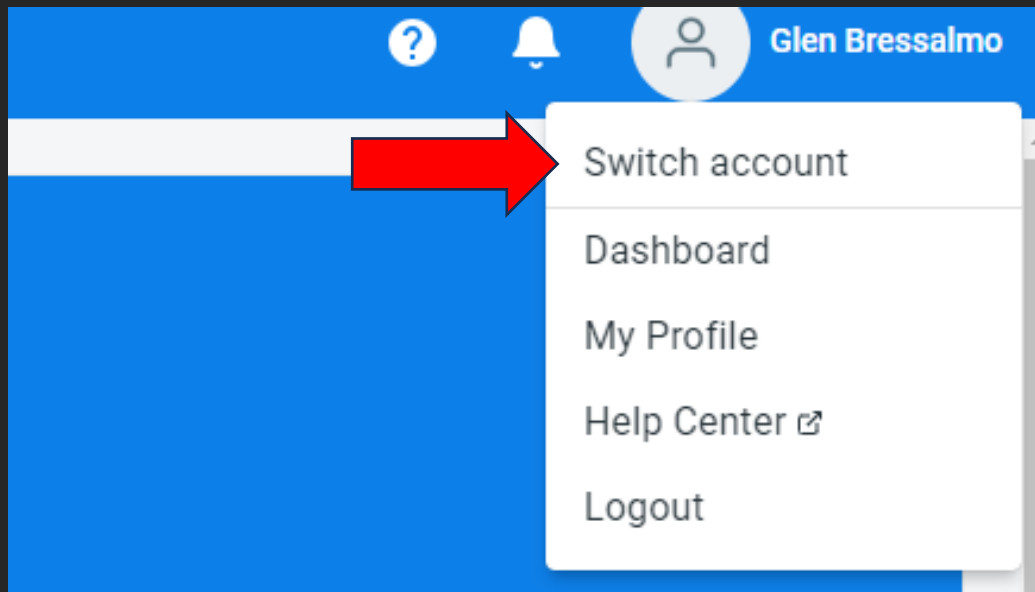 Glen Bressalmo
Switch account
Dashboard
My Profile
Help Center
Logout